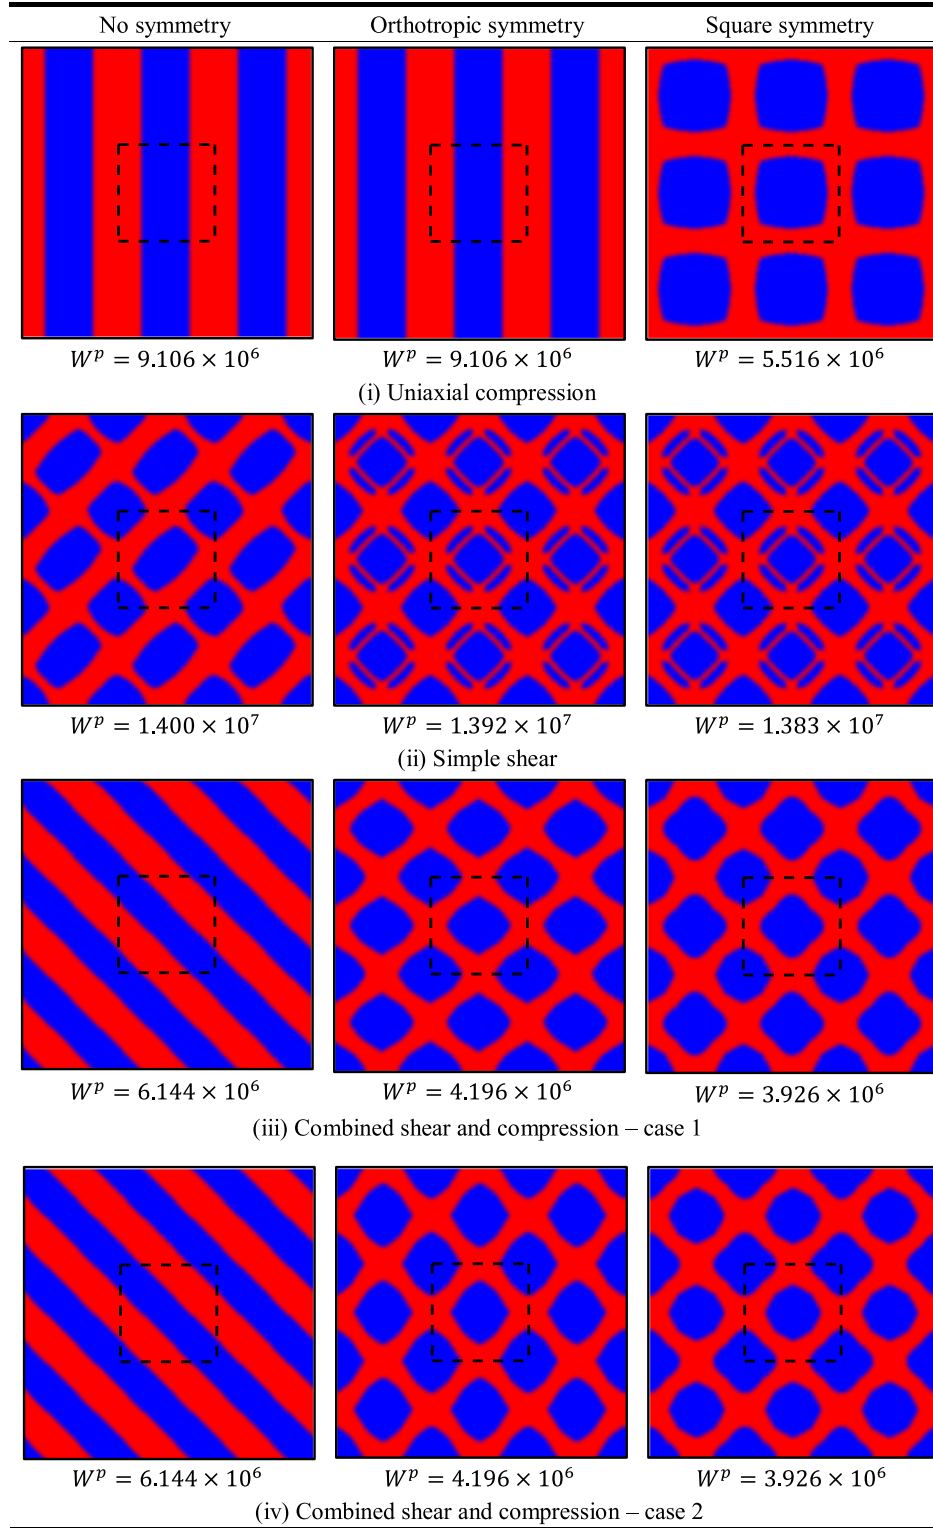 No symmetry Orthotropic symmetry Square symmetry
W^p = 9.106 × 10^6 W^p = 9.106 × 10^6 W^p = 5.516 × 10^6
(i) Uniaxial compression
W^p = 1.400 × 10^7 W^p = 1.392 × 10^7 W^p = 1.383 × 10^7
(ii) Simple shear
W^p = 6.144 × 10^6 W^p = 4.196 × 10^6 W^p = 3.926 × 10^6
(iii) Combined shear and compression – case 1
W^p = 6.144 × 10^6 W^p = 4.196 × 10^6 W^p = 3.926 × 10^6
(iv) Combined shear and compression – case 2